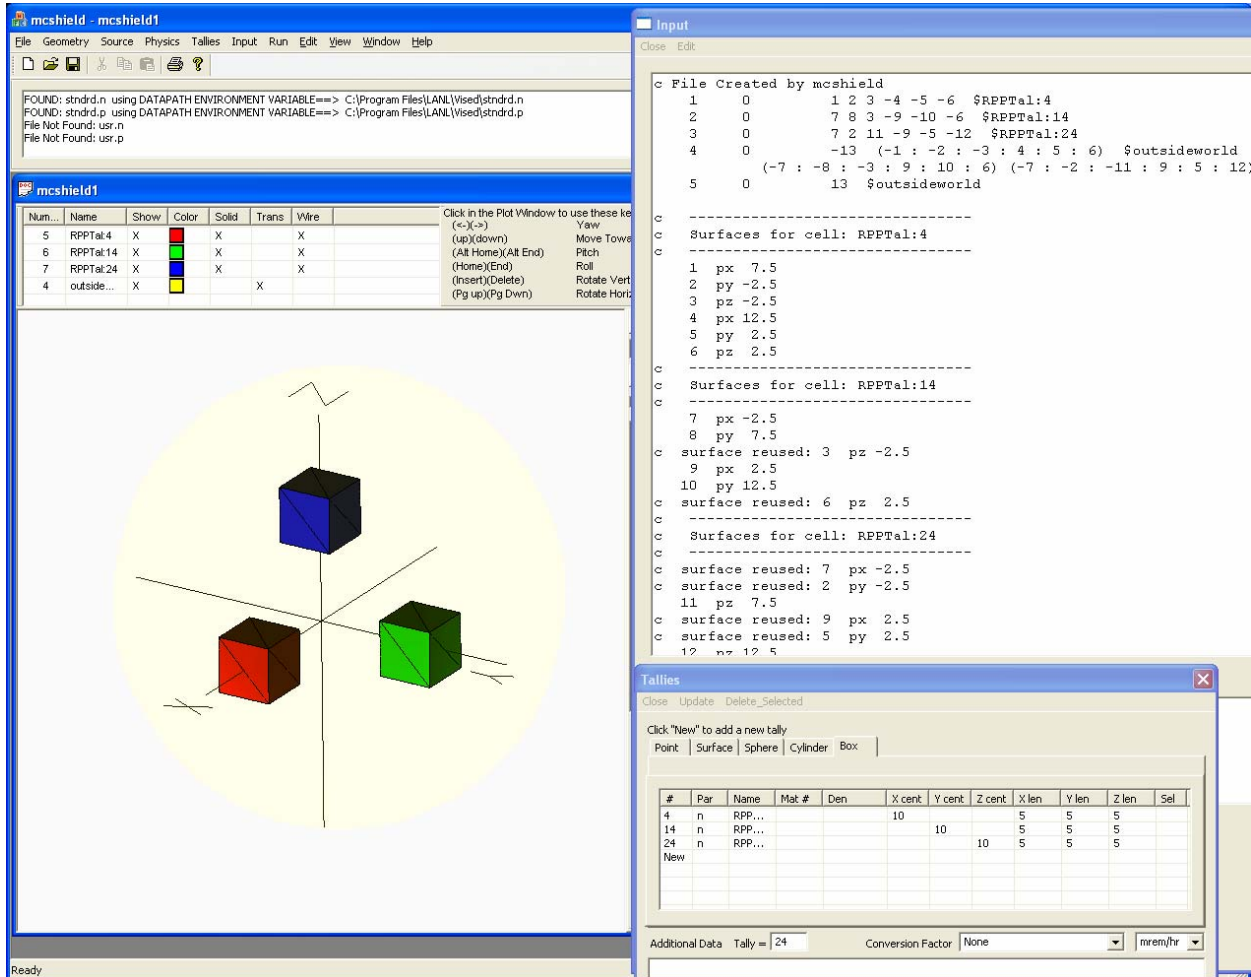 mcshield - mcshield1
File Geometry Source Physics Tallies Input Run Edit View Window Help
FOUND: stndrd.n using DATAPATH ENVIRONMENT VARIABLE==> C:\Program Files\LANL\Vised\stndrd.n
FOUND: stndrd.p using DATAPATH ENVIRONMENT VARIABLE==> C:\Program Files\LANL\Vised\stndrd.p
File Not Found: usr.n
File Not Found: usr.p
mcshield1
Num... Name Show Color Solid Trans Wire
5 RPPTal:4 X X X
6 RPPTal:14 X X X
7 RPPTal:24 X X X
4 outside... X X
Click in the Plot Window to use these ke
(<-)(->) Yaw
(up)(down) Move Towa
(Alt Home)(Alt End) Pitch
(Home)(End) Roll
(Insert)(Delete) Rotate Vert
(Pg up)(Pg Dwn) Rotate Horiz
Z
X
Y
Ready
Input
Close Edit
c File Created by mcshield
1 0 1 2 3 -4 -5 -6 $RPPTal:4
2 0 7 8 3 -9 -10 -6 $RPPTal:14
3 0 7 2 11 -9 -5 -12 $RPPTal:24
4 0 -13 (-1 : -2 : -3 : 4 : 5 : 6) $outsideworld
(-7 : -8 : -3 : 9 : 10 : 6) (-7 : -2 : -11 : 9 : 5 : 12)
5 0 13 $outsideworld
c ------------------------------
c Surfaces for cell: RPPTal:4
c ------------------------------
1 px 7.5
2 py -2.5
3 pz -2.5
4 px 12.5
5 py 2.5
6 pz 2.5
c ------------------------------
c Surfaces for cell: RPPTal:14
c ------------------------------
7 px -2.5
8 py 7.5
c surface reused: 3 pz -2.5
9 px 2.5
10 py 12.5
c surface reused: 6 pz 2.5
c ------------------------------
c Surfaces for cell: RPPTal:24
c ------------------------------
c surface reused: 7 px -2.5
c surface reused: 2 py -2.5
11 pz 7.5
c surface reused: 9 px 2.5
c surface reused: 5 py 2.5
12 pz 12.5
Tallies
Close Update Delete_Selected
Click "New" to add a new tally
Point Surface Sphere Cylinder Box
# Par Name Mat # Den X cent Y cent Z cent X len Y len Z len Sel
4 n RPP... 10 5 5 5
14 n RPP... 10 5 5 5
24 n RPP... 10 5 5 5
New
Additional Data Tally = 24 Conversion Factor None mrem/hr